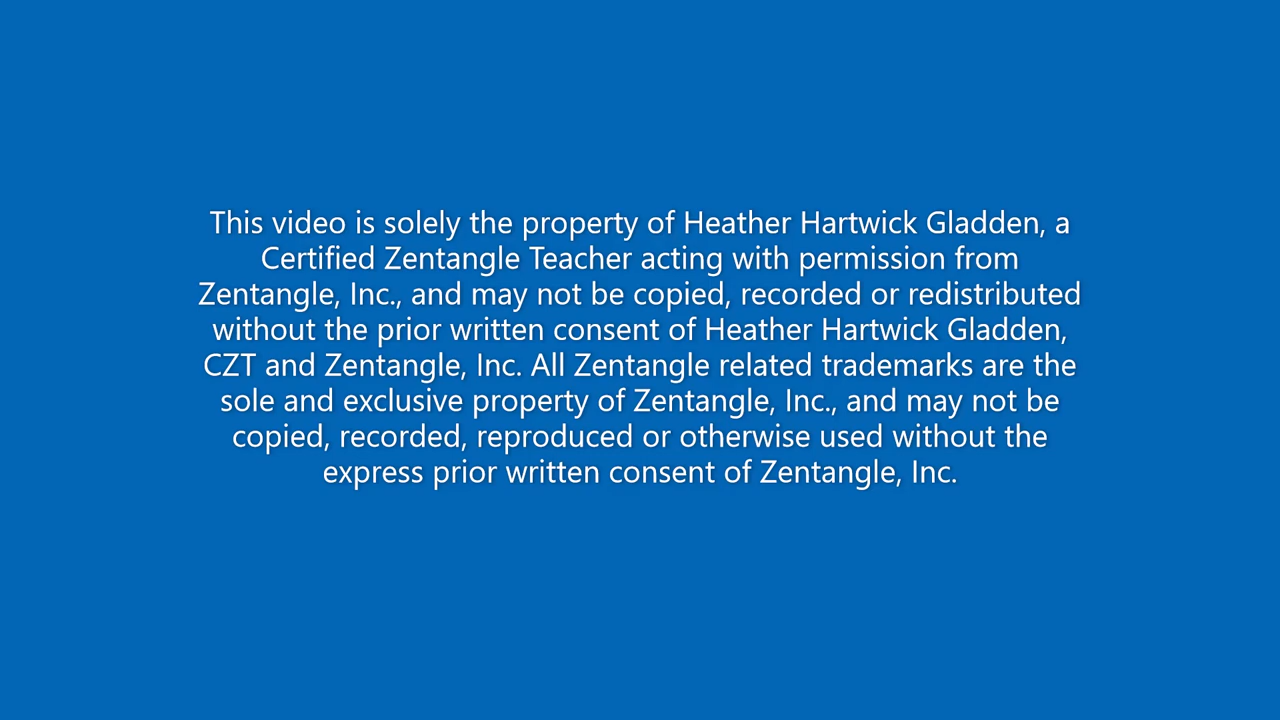 This video is solely the property of Heather Hartwick Gladden, a
Certified Zentangle Teacher acting with permission from
Zentangle, Inc., and may not be copied, recorded or redistributed
without the prior written consent of Heather Hartwick Gladden,
CZT and Zentangle, Inc. All Zentangle related trademarks are the
sole and exclusive property of Zentangle, Inc., and may not be
copied, recorded, reproduced or otherwise used without the
express prior written consent of Zentangle, Inc.